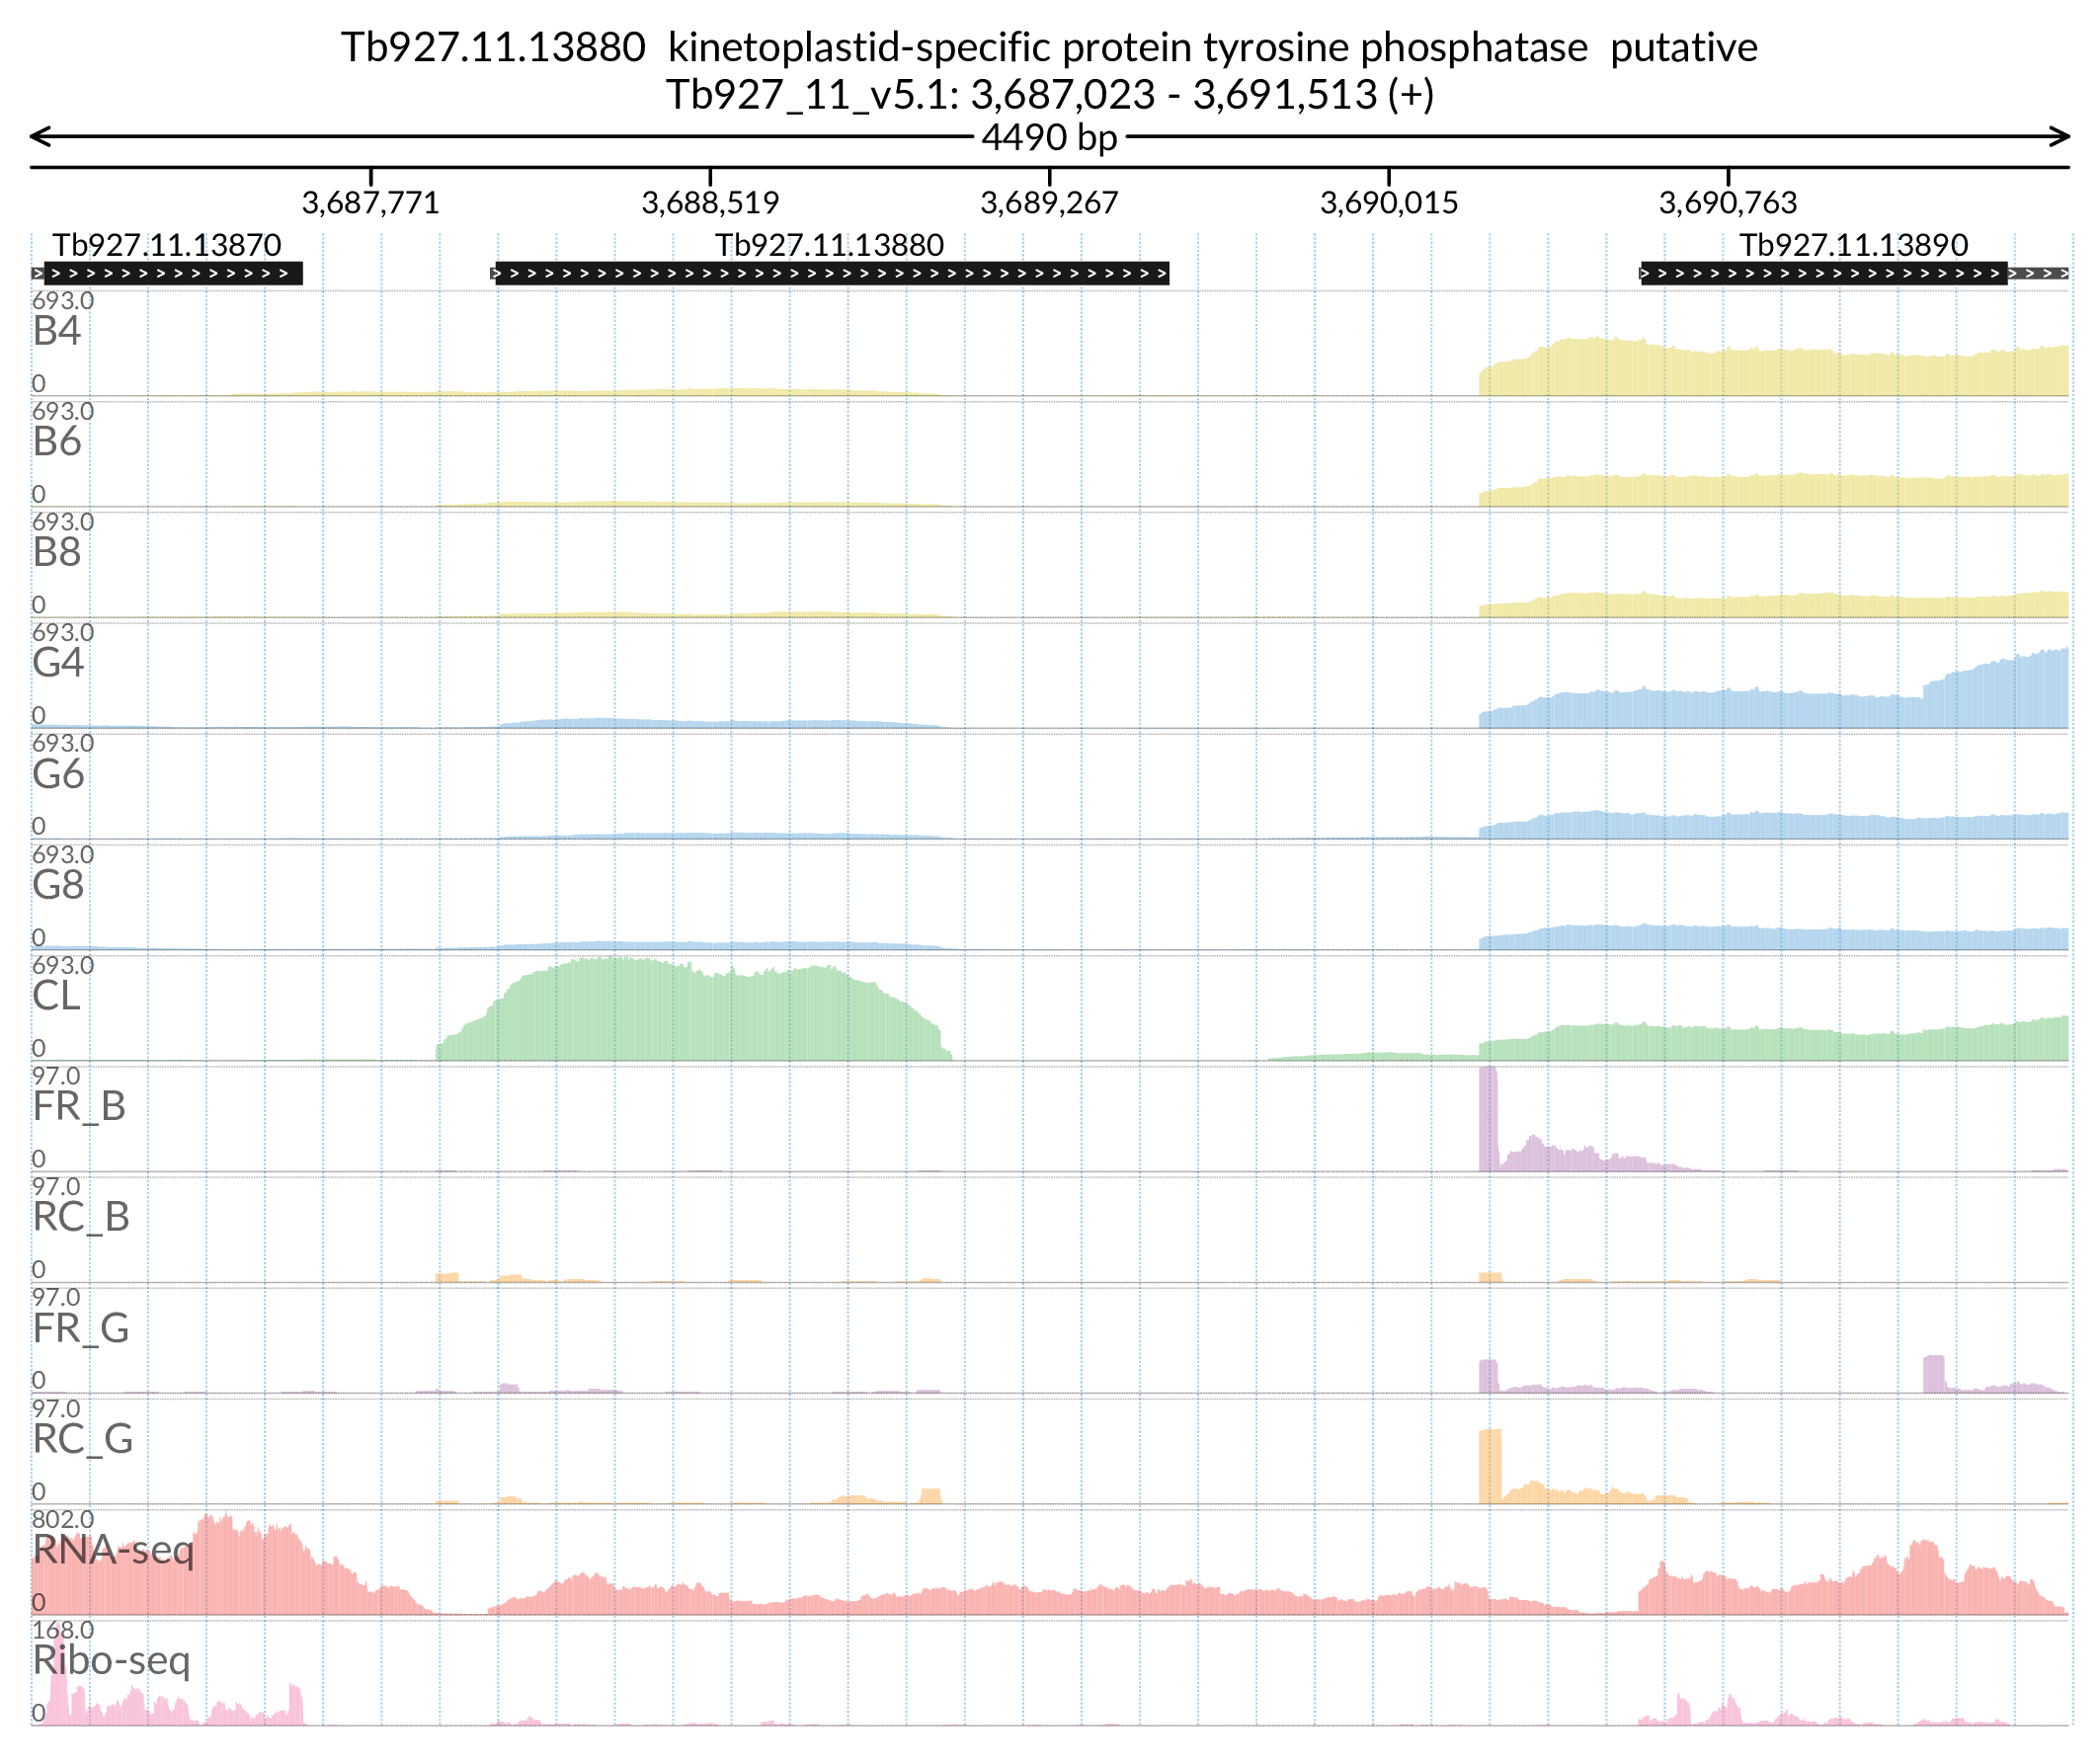 Tb927.11.13880  kinetoplastid-specific protein tyrosine phosphatase  putative
Tb927_11_v5.1: 3,687,023 - 3,691,513 (+)
4490 bp
3,687,771 3,688,519 3,689,267 3,690,015 3,690,763
Tb927.11.13870 Tb927.11.13880 Tb927.11.13890
693.0
B4
0
693.0
B6
0
693.0
B8
0
693.0
G4
0
693.0
G6
0
693.0
G8
0
693.0
CL
0
97.0
FR_B
0
97.0
RC_B
0
97.0
FR_G
0
97.0
RC_G
0
802.0
RNA-seq
0
168.0
Ribo-seq
0